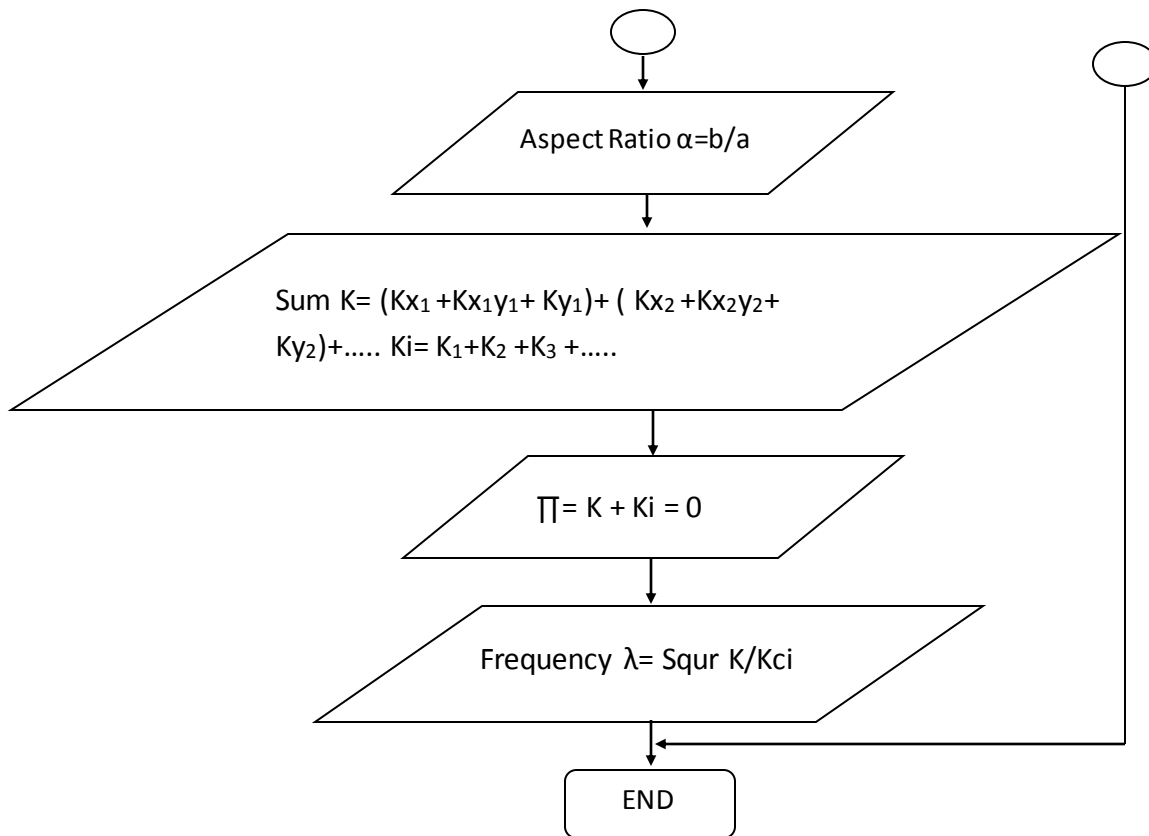 Aspect Ratio α=b/a
Sum K= (Kx₁ +Kx₁y₁+ Ky₁)+ ( Kx₂ +Kx₂y₂+
Ky₂)+..... Ki= K₁+K₂ +K₃ +.....
∏= K + Ki = 0
Frequency λ= Squr K/Kci
END